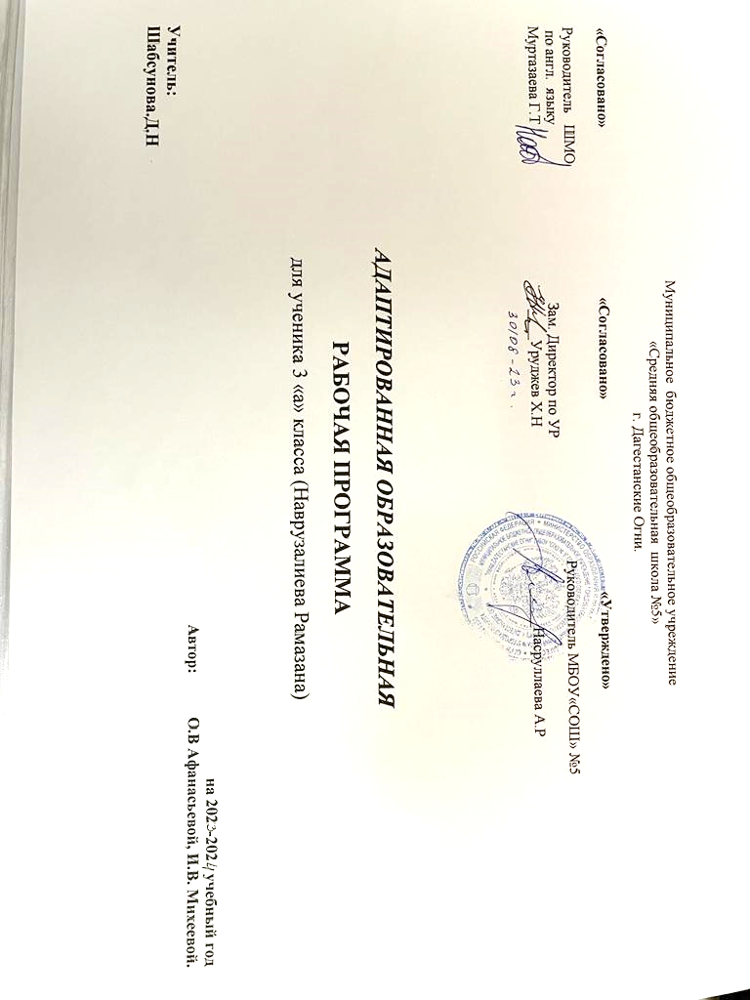 Муниципальное бюджетное общеобразовательное учреждение
«Средняя общеобразовательная школа №5»
г. Дагестанские Огни.
«Согласовано»
Руководитель ШМО
по англ. языку
Муртазаева Г.Т
«Согласовано»
Зам. Директор по УР
Уруджев Х.Н
30/08-23 г.
«Утверждено»
Руководитель МБОУ«СОШ» №5
Насруллаева А.Р
АДАПТИРОВАННАЯ ОБРАЗОВАТЕЛЬНАЯ
РАБОЧАЯ ПРОГРАММА
для ученика 3 «а» класса (Наврузалиева Рамазана)
на 2023-2024 учебный год
Автор: О.В Афанасьевой, И.В. Михеевой.
Учитель:
Шабсунова.Д,Н